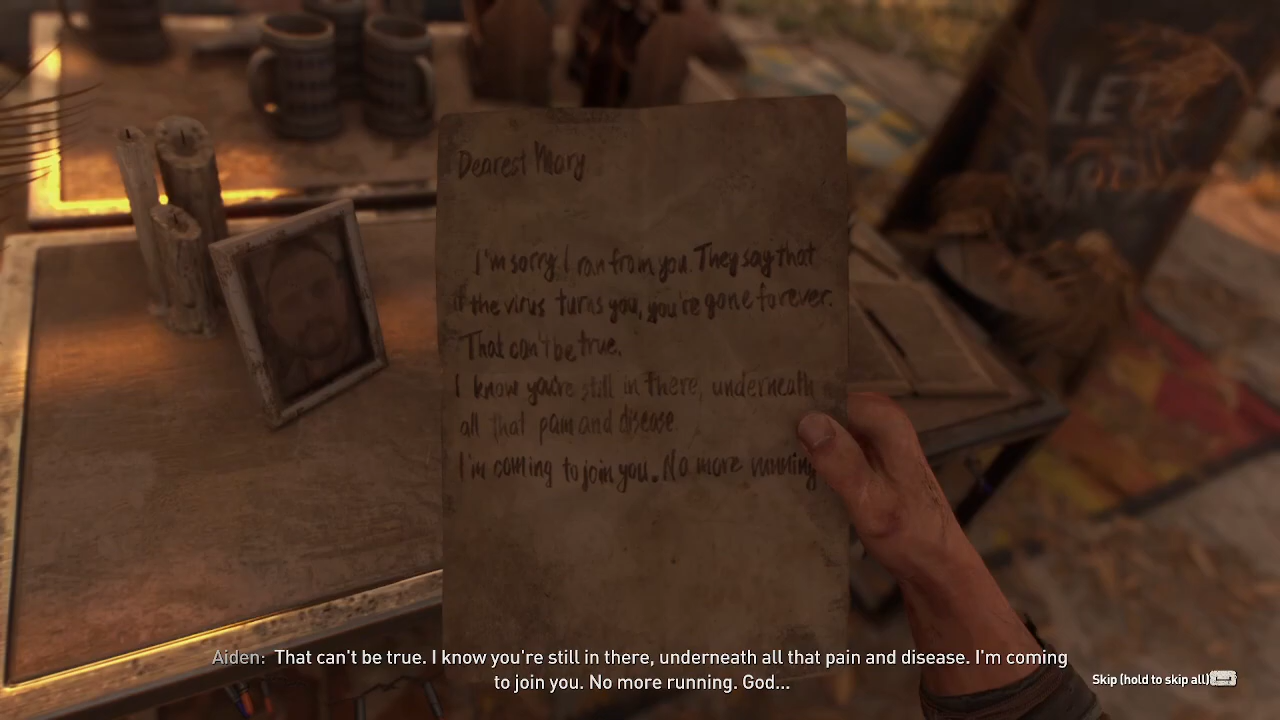 Dearest Mary
I'm sorry I ran from you. They say that
if the virus turns you, you're gone forever.
That can't be true.
I know you're still in there, underneath
all that pain and disease
I'm coming to join you. No more running
LET
Aiden: That can't be true. I know you're still in there, underneath all that pain and disease. I'm coming
to join you. No more running. God...
Skip (hold to skip all)